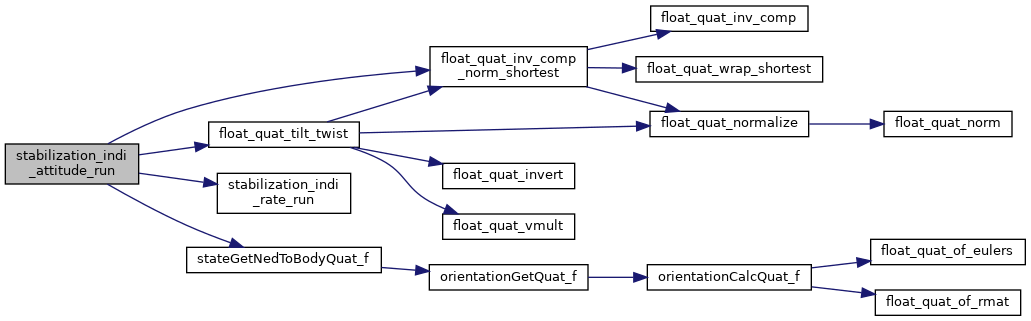 float_quat_inv_comp
float_quat_inv_comp
_norm_shortest
float_quat_wrap_shortest
float_quat_tilt_twist
float_quat_normalize
float_quat_norm
stabilization_indi
_attitude_run
float_quat_invert
stabilization_indi
_rate_run
float_quat_vmult
stateGetNedToBodyQuat_f
orientationGetQuat_f
orientationCalcQuat_f
float_quat_of_eulers
float_quat_of_rmat